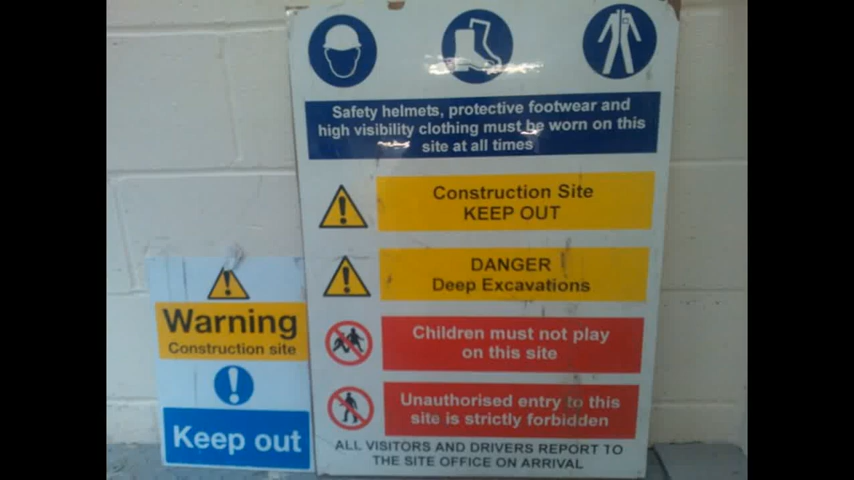 Safety helmets, protective footwear and
high visibility clothing must be worn on this
site at all times
Construction Site
KEEP OUT
DANGER
Deep Excavations
Children must not play
on this site
Unauthorised entry to this
site is strictly forbidden
ALL VISITORS AND DRIVERS REPORT TO
THE SITE OFFICE ON ARRIVAL
Warning
Construction site
Keep out